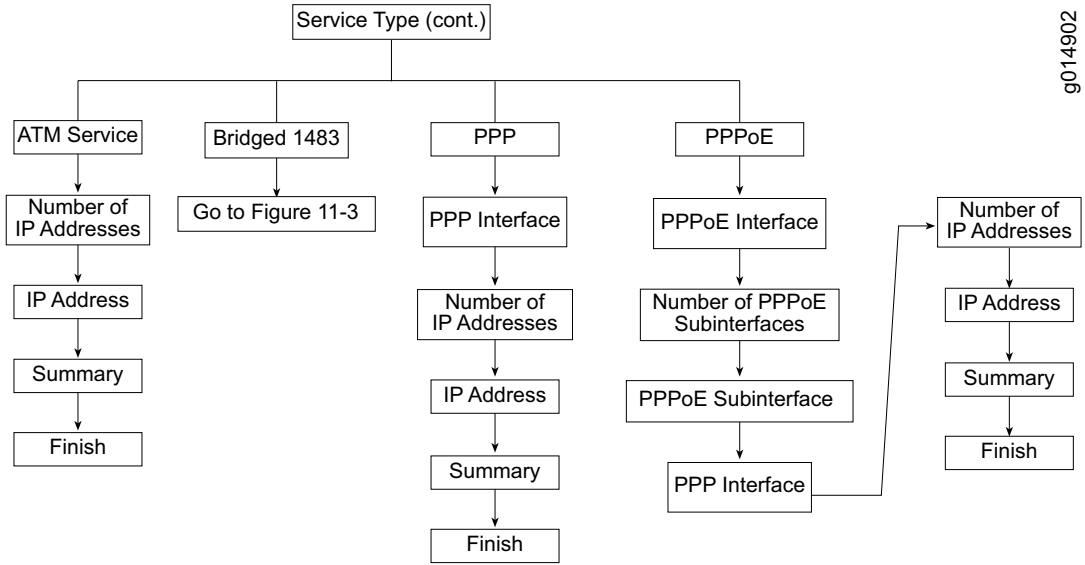 Service Type (cont.)
g014902
ATM Service
Number of
IP Addresses
IP Address
Summary
Finish
Bridged 1483
Go to Figure 11-3
PPP
PPP Interface
Number of
IP Addresses
IP Address
Summary
Finish
PPPoE
PPPoE Interface
Number of PPPoE
Subinterfaces
PPPoE Subinterface
PPP Interface
Number of
IP Addresses
IP Address
Summary
Finish